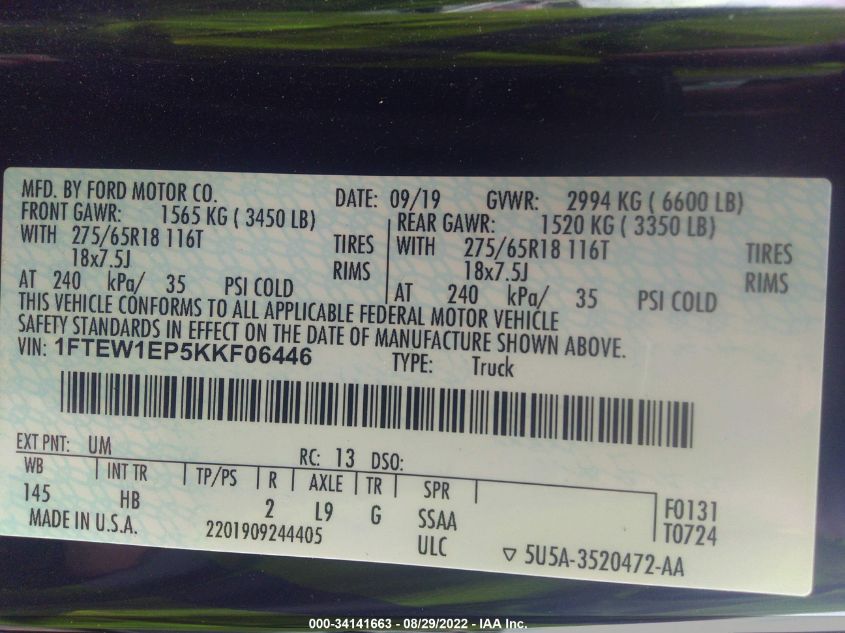 MFD. BY FORD MOTOR CO. DATE: 09/19 GVWR: 2994 KG ( 6600 LB)
FRONT GAWR: 1565 KG ( 3450 LB) REAR GAWR: 1520 KG ( 3350 LB)
WITH 275/65R18 116T TIRES WITH 275/65R18 116T TIRES
18x7.5J RIMS 18x7.5J RIMS
AT 240 kPa/ 35 PSI COLD AT 240 kPa/ 35 PSI COLD
THIS VEHICLE CONFORMS TO ALL APPLICABLE FEDERAL MOTOR VEHICLE
SAFETY STANDARDS IN EFFECT ON THE DATE OF MANUFACTURE SHOWN ABOVE.
VIN: 1FTEW1EP5KKF06446 TYPE: Truck
EXT PNT: UM RC: 13 DSO:
WB INT TR TP/PS R AXLE TR SPR
145 HB 2 L9 G SSAA F0131
MADE IN U.S.A. 2201909244405 ULC T0724
▽ 5U5A-3520472-AA
000-34141663 - 08/29/2022 - IAA Inc.